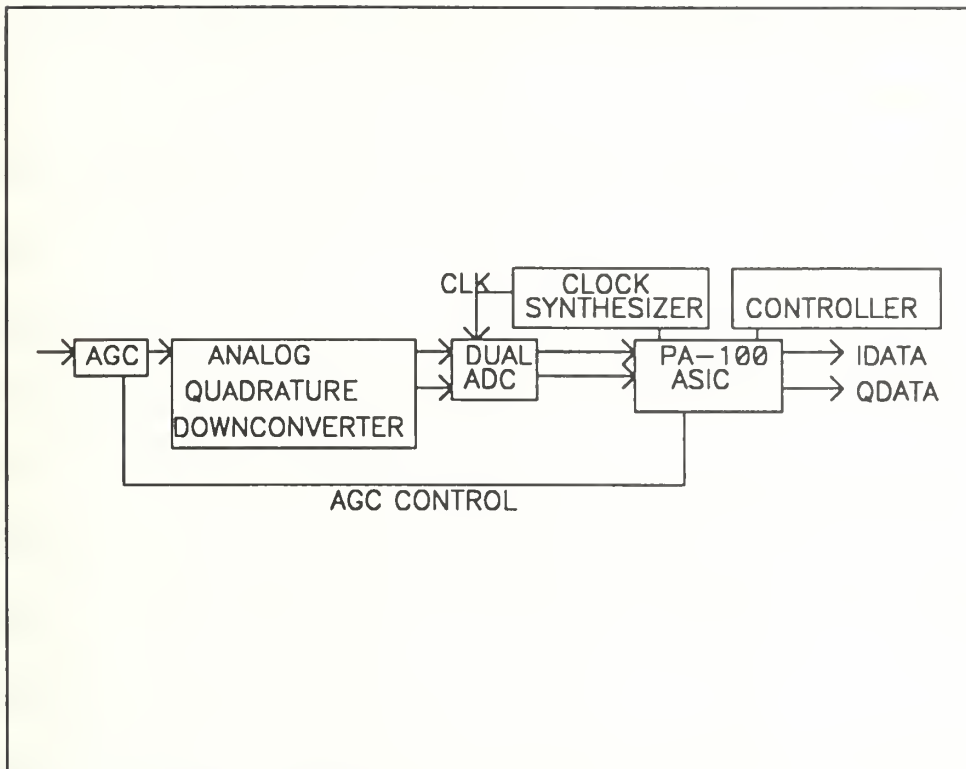 CLK
CLOCK
SYNTHESIZER
CONTROLLER
AGC
ANALOG
QUADRATURE
DOWNCONVERTER
DUAL
ADC
PA-100
ASIC
IDATA
QDATA
AGC CONTROL